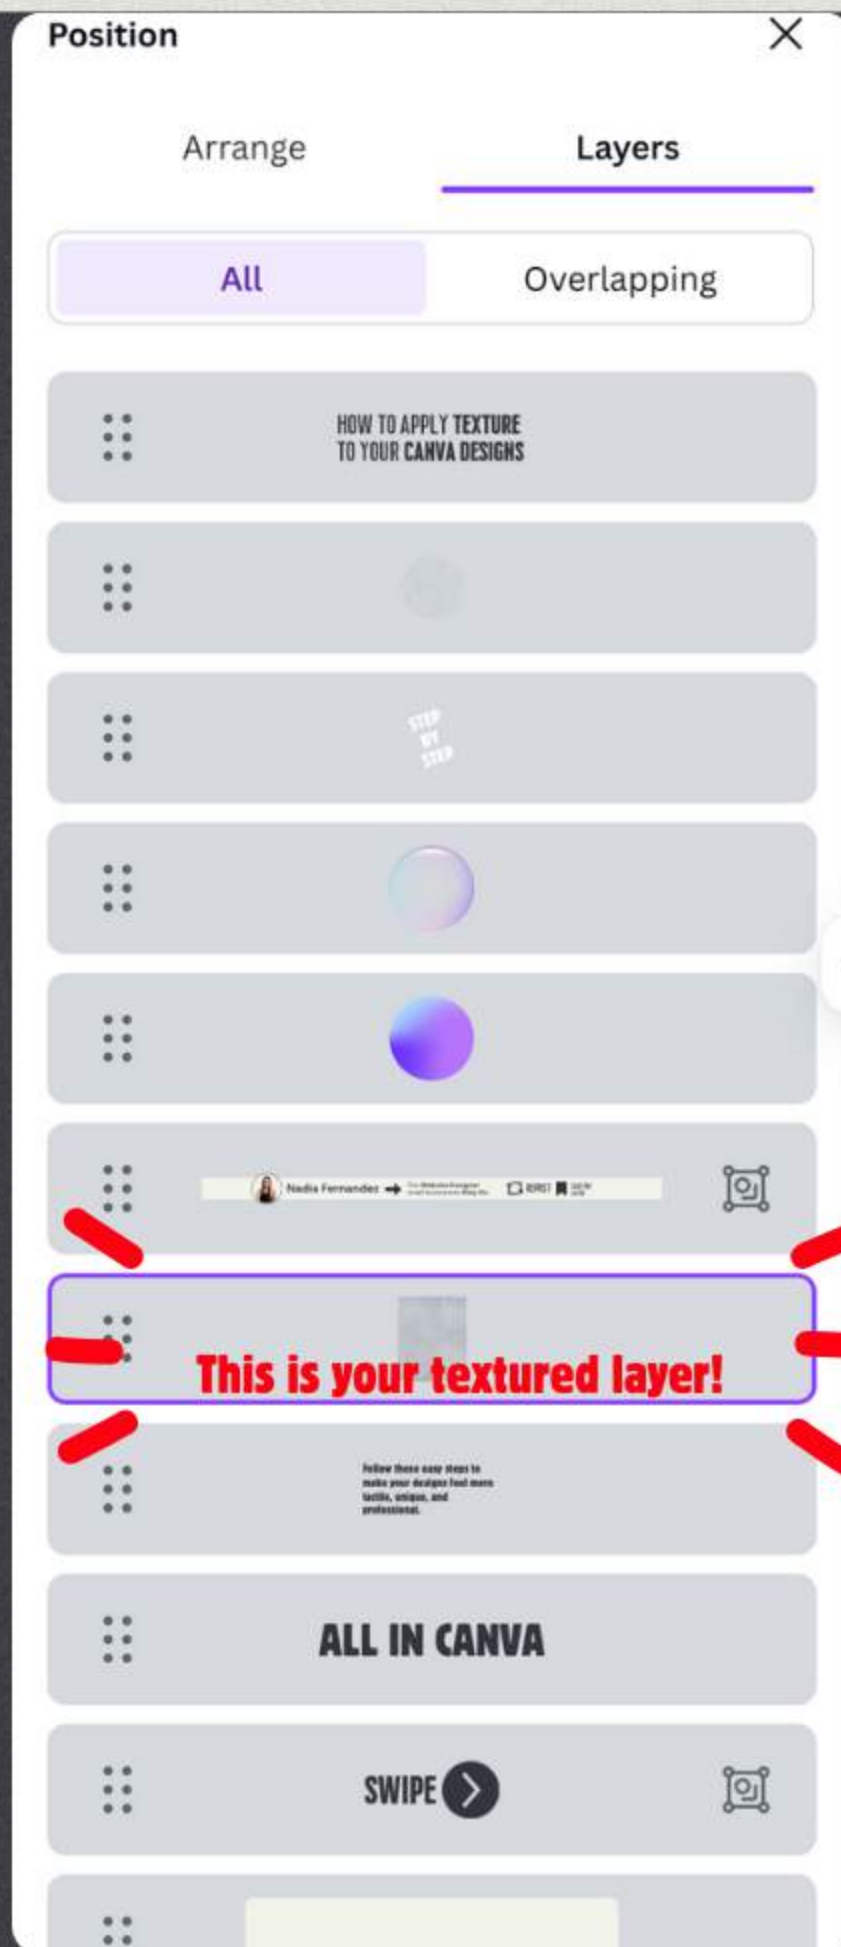 Position
Arrange
Layers
All
Overlapping
HOW TO APPLY TEXTURE
TO YOUR CANVA DESIGNS
STEP
BY
STEP
Nadia Fernandez
This is your textured layer!
Follow these easy steps to
make your designs feel more
tactile, unique, and
professional.
ALL IN CANVA
SWIPE